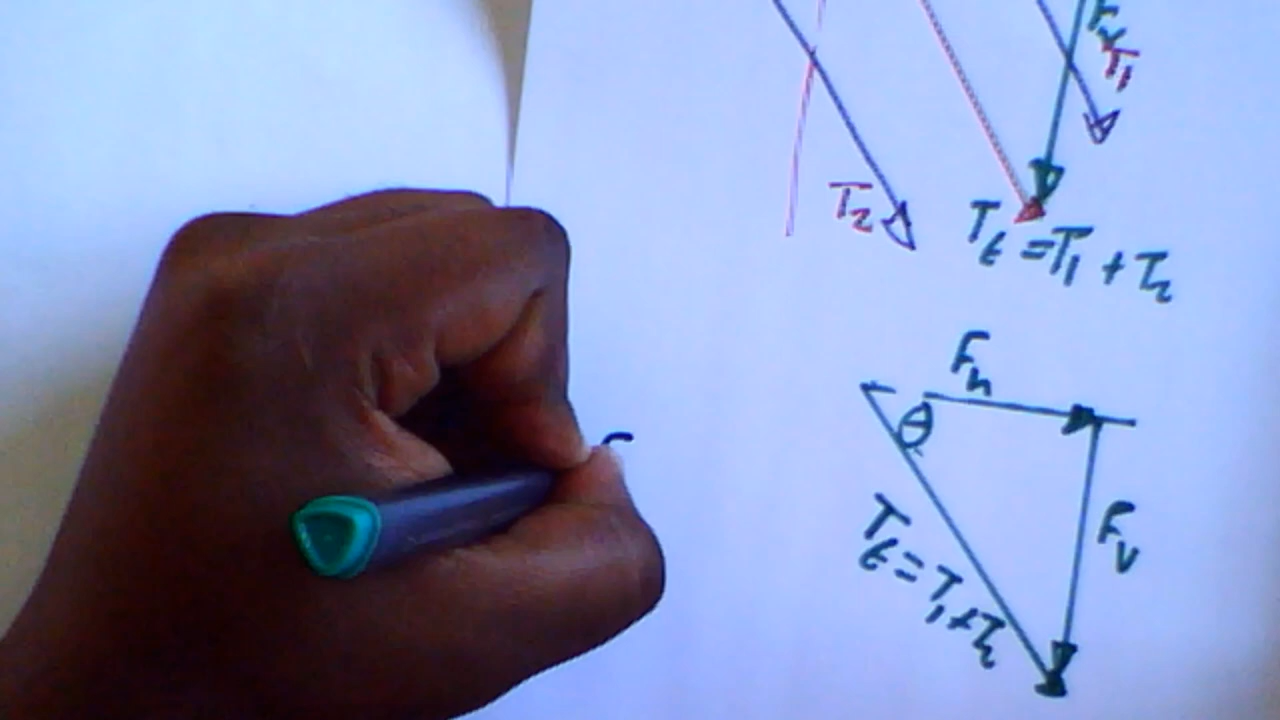 Fv
T1
T2
Tt = T1 + T2
Fh
θ
Fv
Tt = T1 + T2